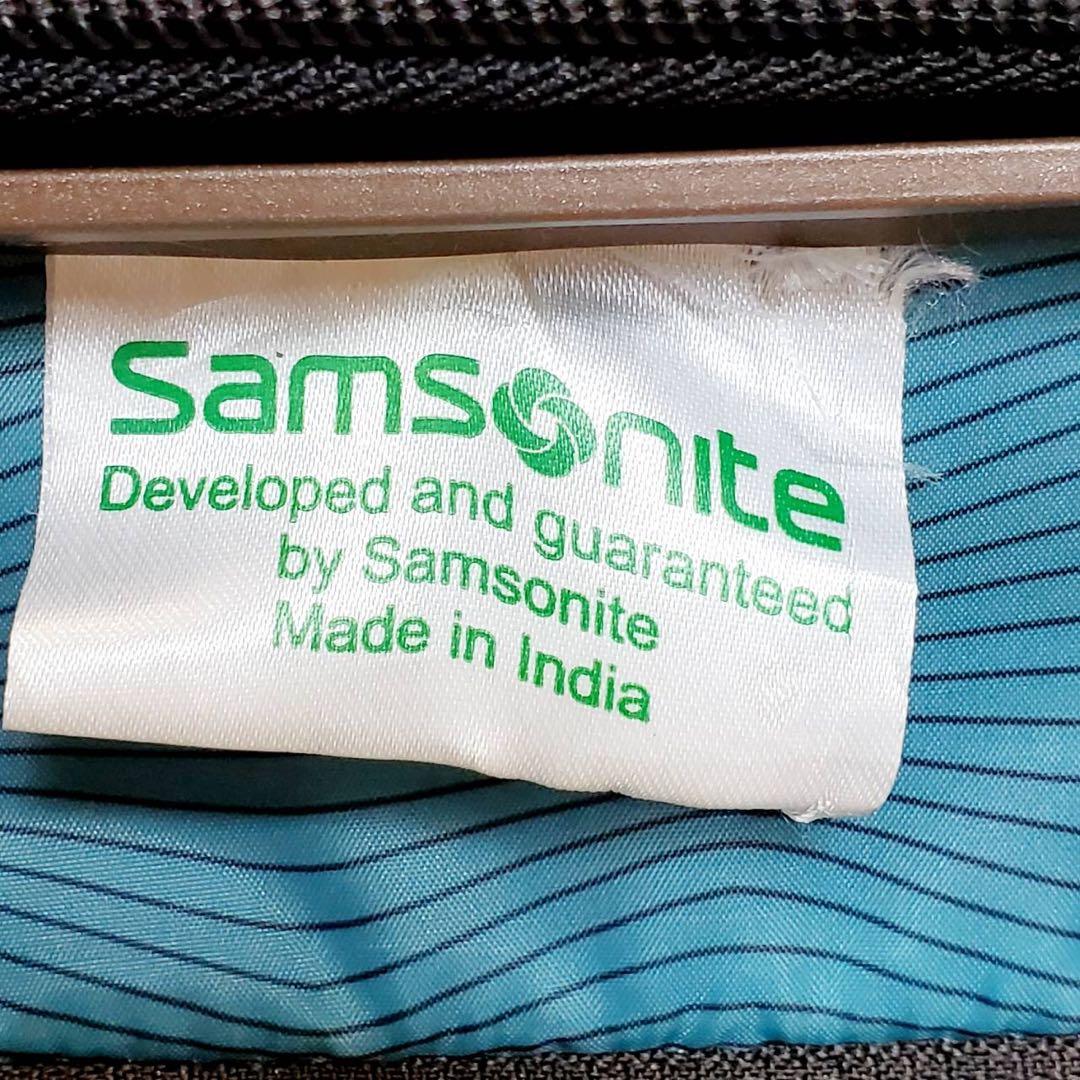 Samsonite
Developed and guaranteed
by Samsonite
Made in India